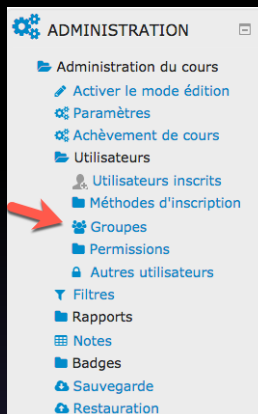 ADMINISTRATION
Administration du cours
Activer le mode édition
Paramètres
Achèvement de cours
Utilisateurs
Utilisateurs inscrits
Méthodes d'inscription
Groupes
Permissions
Autres utilisateurs
Filtres
Rapports
Notes
Badges
Sauvegarde
Restauration